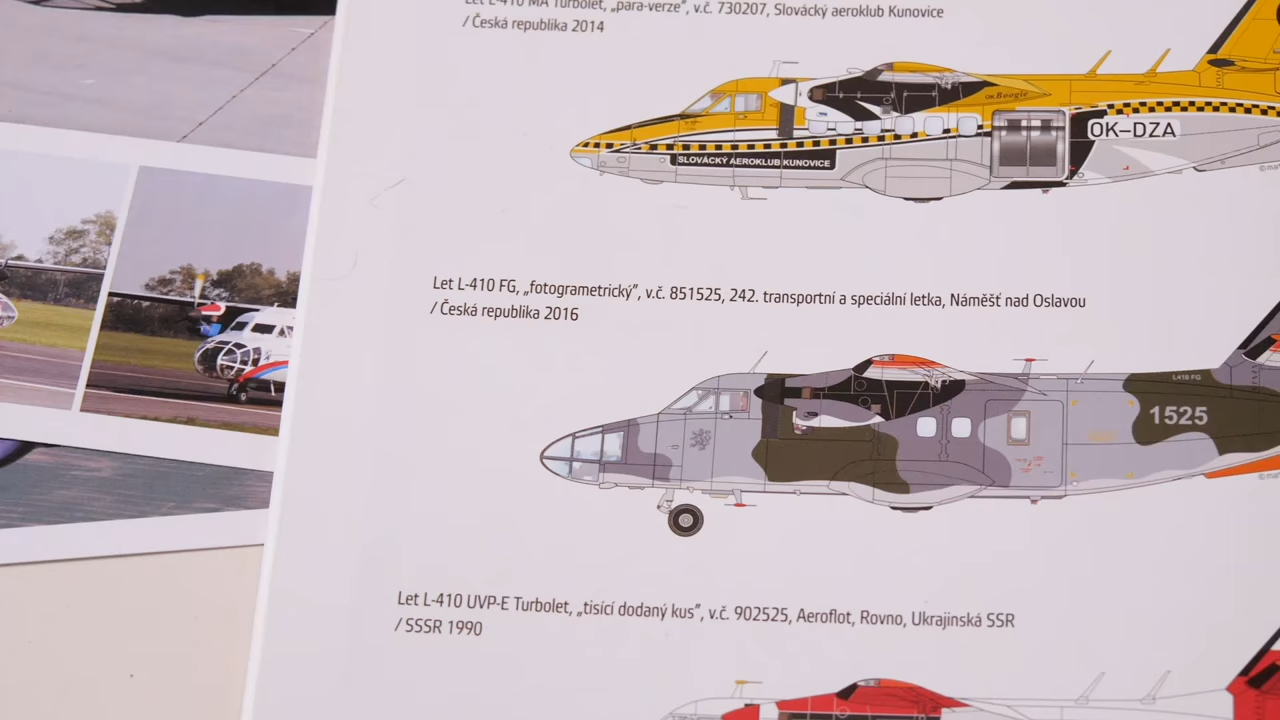 Let L-410 MA Turbolet, „para-verze", v.č. 730207, Slovácký aeroklub Kunovice
/ Česká republika 2014
OK Boogie
OK–DZA
SLOVÁCKÝ AEROKLUB KUNOVICE
Let L-410 FG, „fotogrametrický", v.č. 851525, 242. transportní a speciální letka, Náměšť nad Oslavou
/ Česká republika 2016
L410 FG
1525
Let L-410 UVP-E Turbolet, „tisící dodaný kus", v.č. 902525, Aeroflot, Rovno, Ukrajinská SSR
/ SSSR 1990